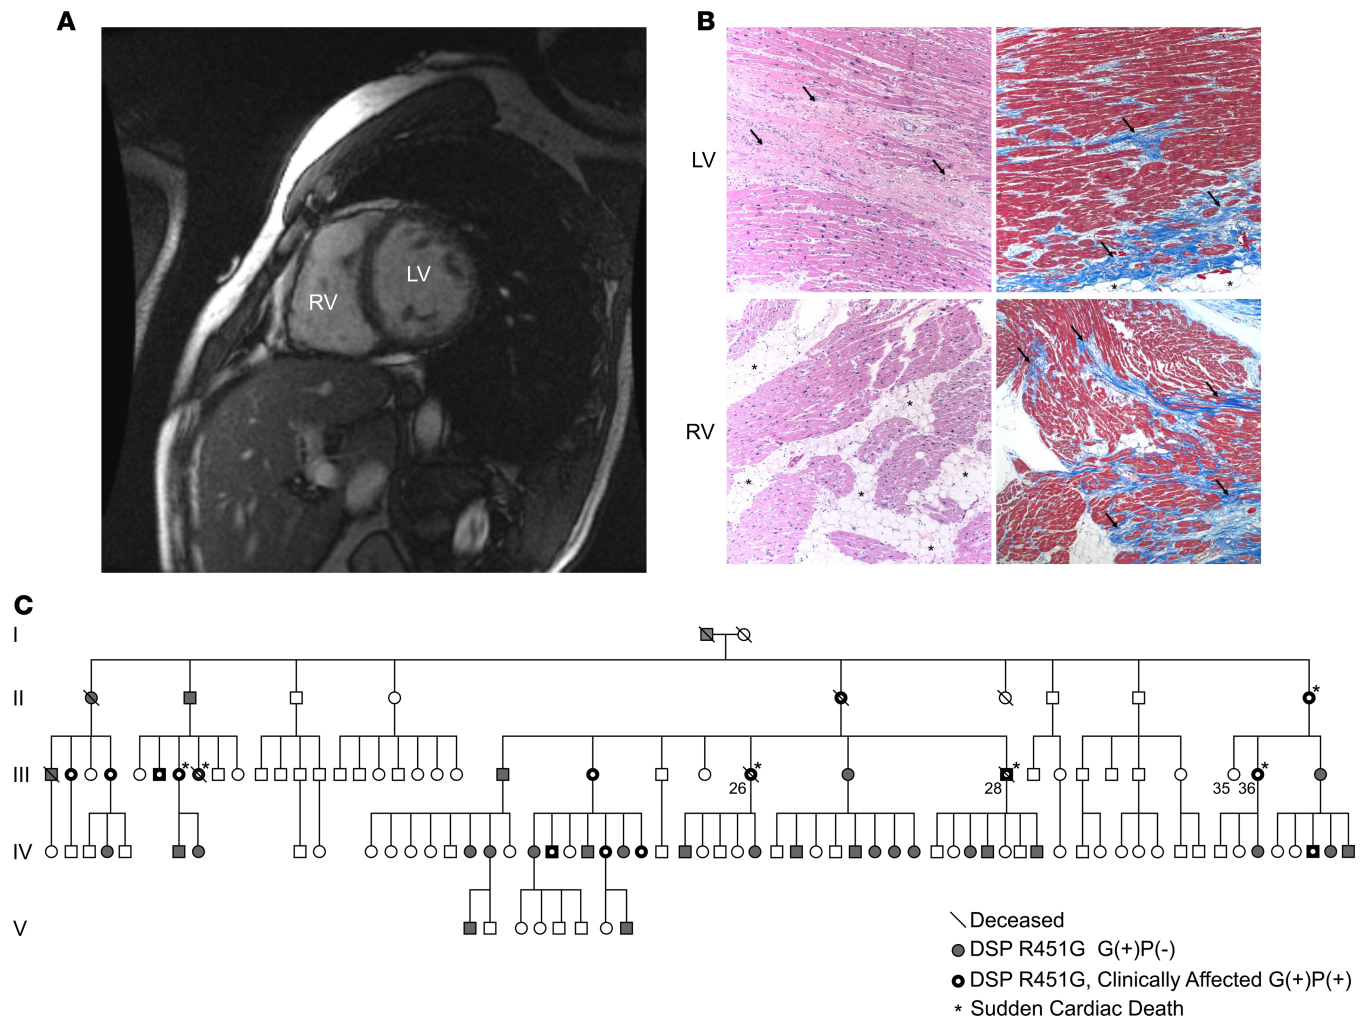 A
B
LV
RV
LV
RV
C
I
II
*
III
* * * * *
26 28 35 36
IV
V
Deceased
DSP R451G G(+)P(-)
DSP R451G, Clinically Affected G(+)P(+)
* Sudden Cardiac Death